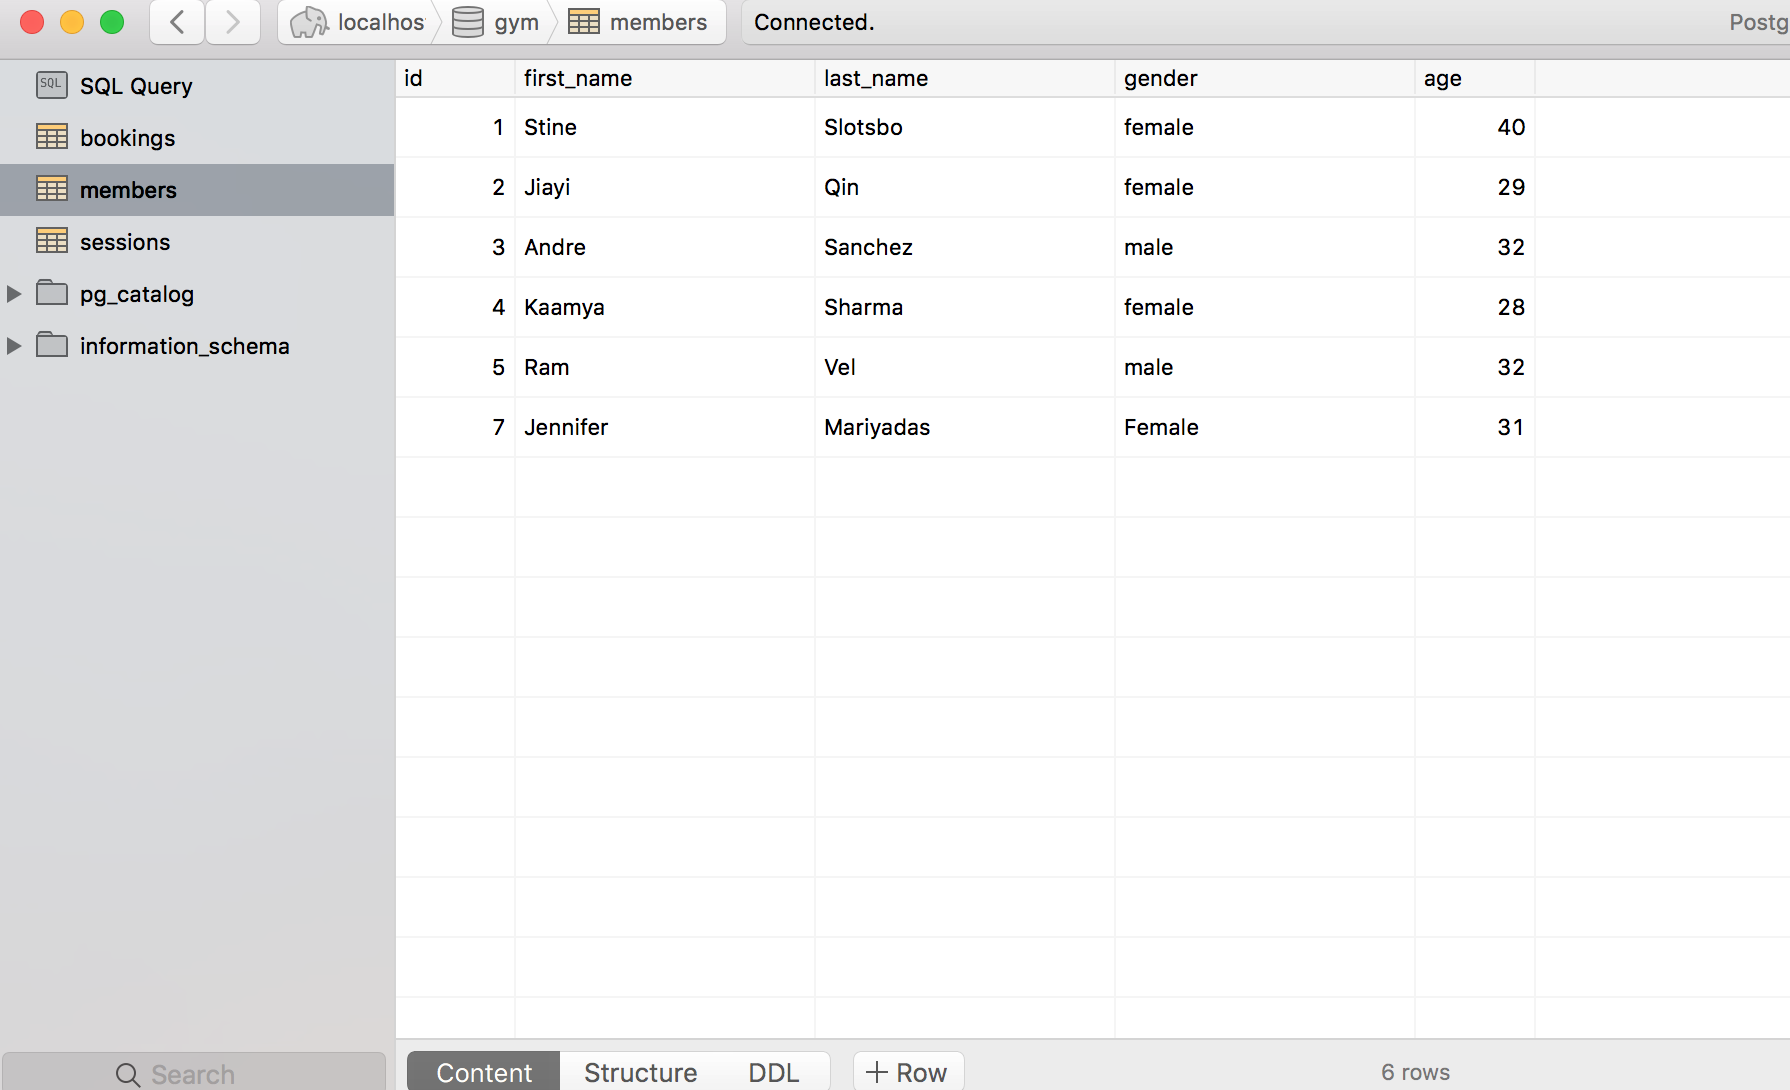 localhos gym members Connected. Postg
SQL SQL Query
bookings
members
sessions
pg_catalog
information_schema
id first_name last_name gender age
1 Stine Slotsbo female 40
2 Jiayi Qin female 29
3 Andre Sanchez male 32
4 Kaamya Sharma female 28
5 Ram Vel male 32
7 Jennifer Mariyadas Female 31
Search
Content Structure DDL + Row 6 rows